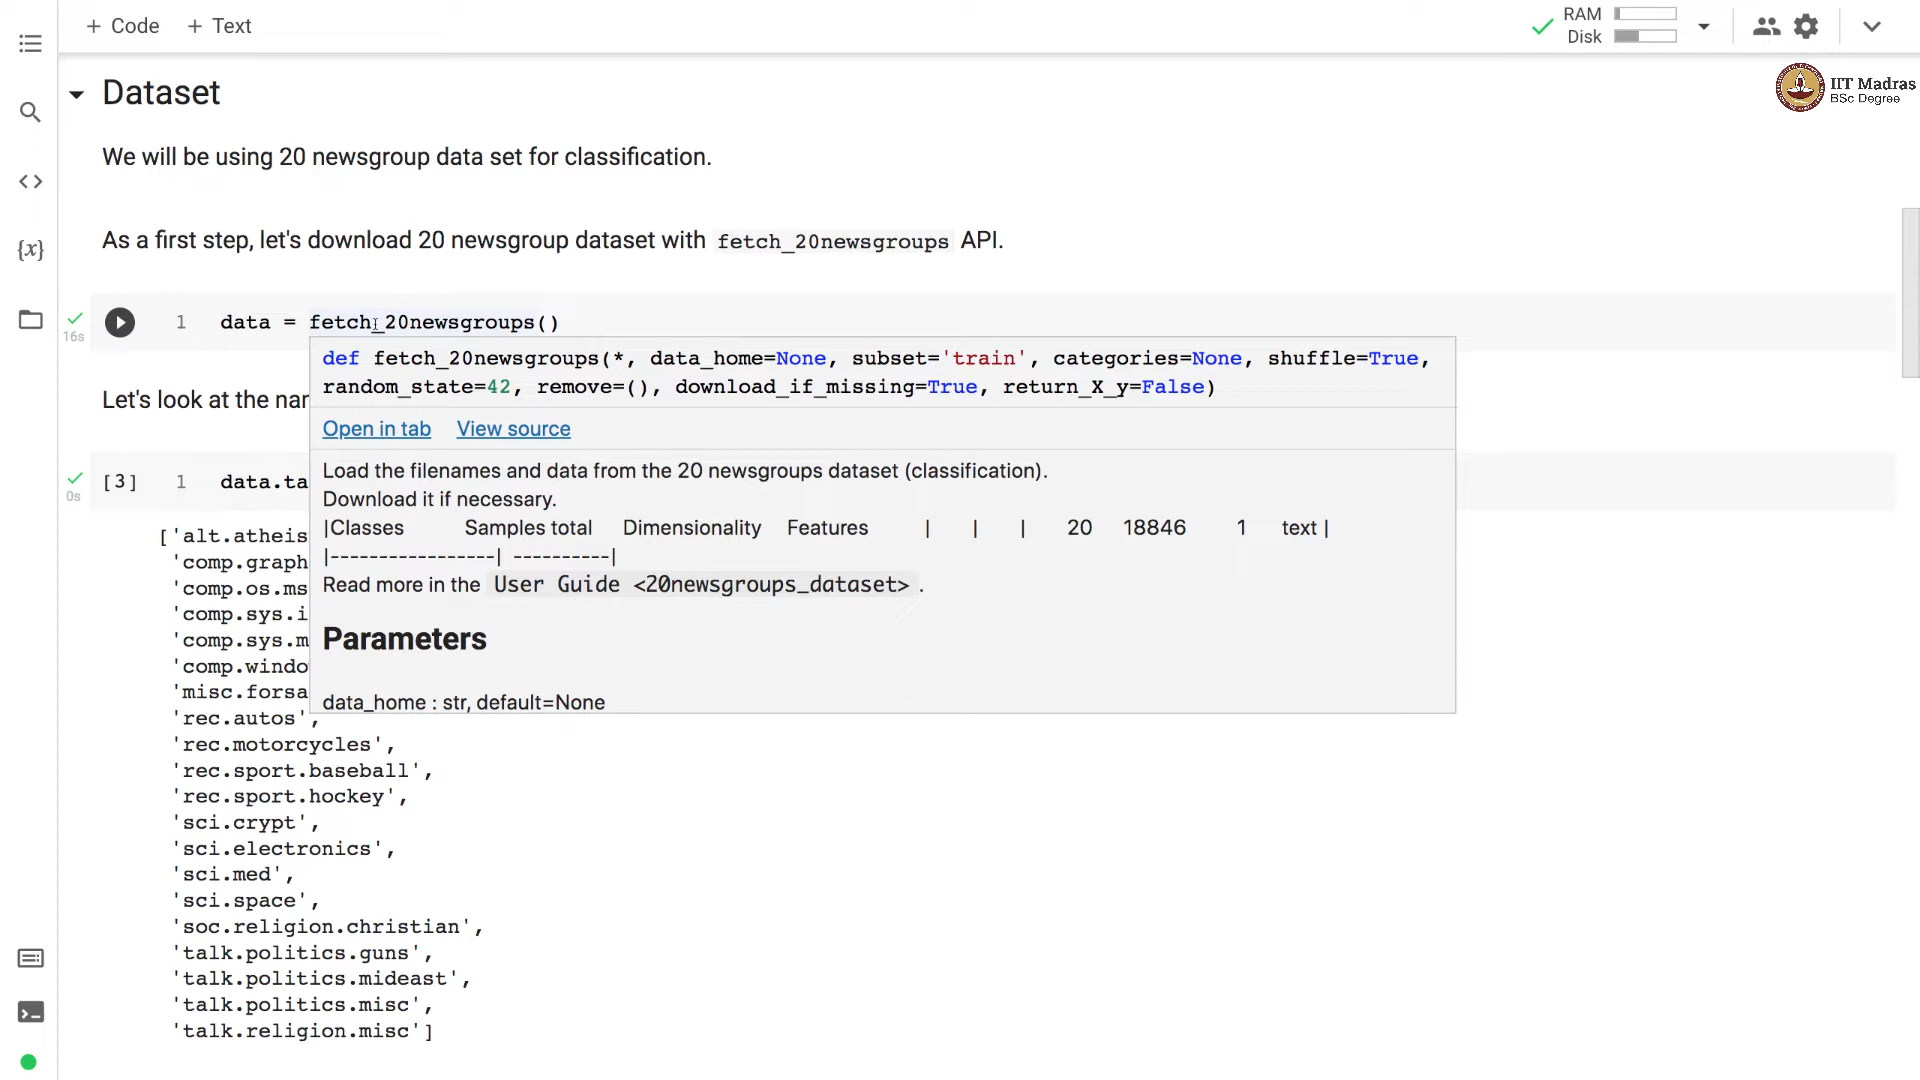 + Code + Text
RAM
Disk
IIT Madras
BSc Degree
Dataset
We will be using 20 newsgroup data set for classification.
As a first step, let's download 20 newsgroup dataset with fetch_20newsgroups API.
16s
1 data = fetch_20newsgroups()
def fetch_20newsgroups(*, data_home=None, subset='train', categories=None, shuffle=True,
random_state=42, remove=(), download_if_missing=True, return_X_y=False)
Let's look at the nar
Open in tab View source
Load the filenames and data from the 20 newsgroups dataset (classification).
0s
[3] 1 data.ta
Download it if necessary.
|Classes Samples total Dimensionality Features | | | 20 18846 1 text |
|-----------------| ----------|
Read more in the User Guide <20newsgroups_dataset> .
Parameters
data_home : str, default=None
['alt.atheis
'comp.graph
'comp.os.ms
'comp.sys.i
'comp.sys.m
'comp.windo
'misc.forsa
'rec.autos',
'rec.motorcycles',
'rec.sport.baseball',
'rec.sport.hockey',
'sci.crypt',
'sci.electronics',
'sci.med',
'sci.space',
'soc.religion.christian',
'talk.politics.guns',
'talk.politics.mideast',
'talk.politics.misc',
'talk.religion.misc']